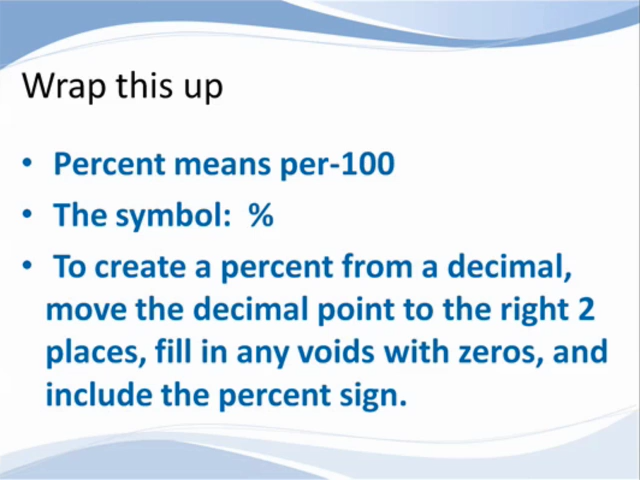 Wrap this up
• Percent means per-100
• The symbol: %
• To create a percent from a decimal,
move the decimal point to the right 2
places, fill in any voids with zeros, and
include the percent sign.